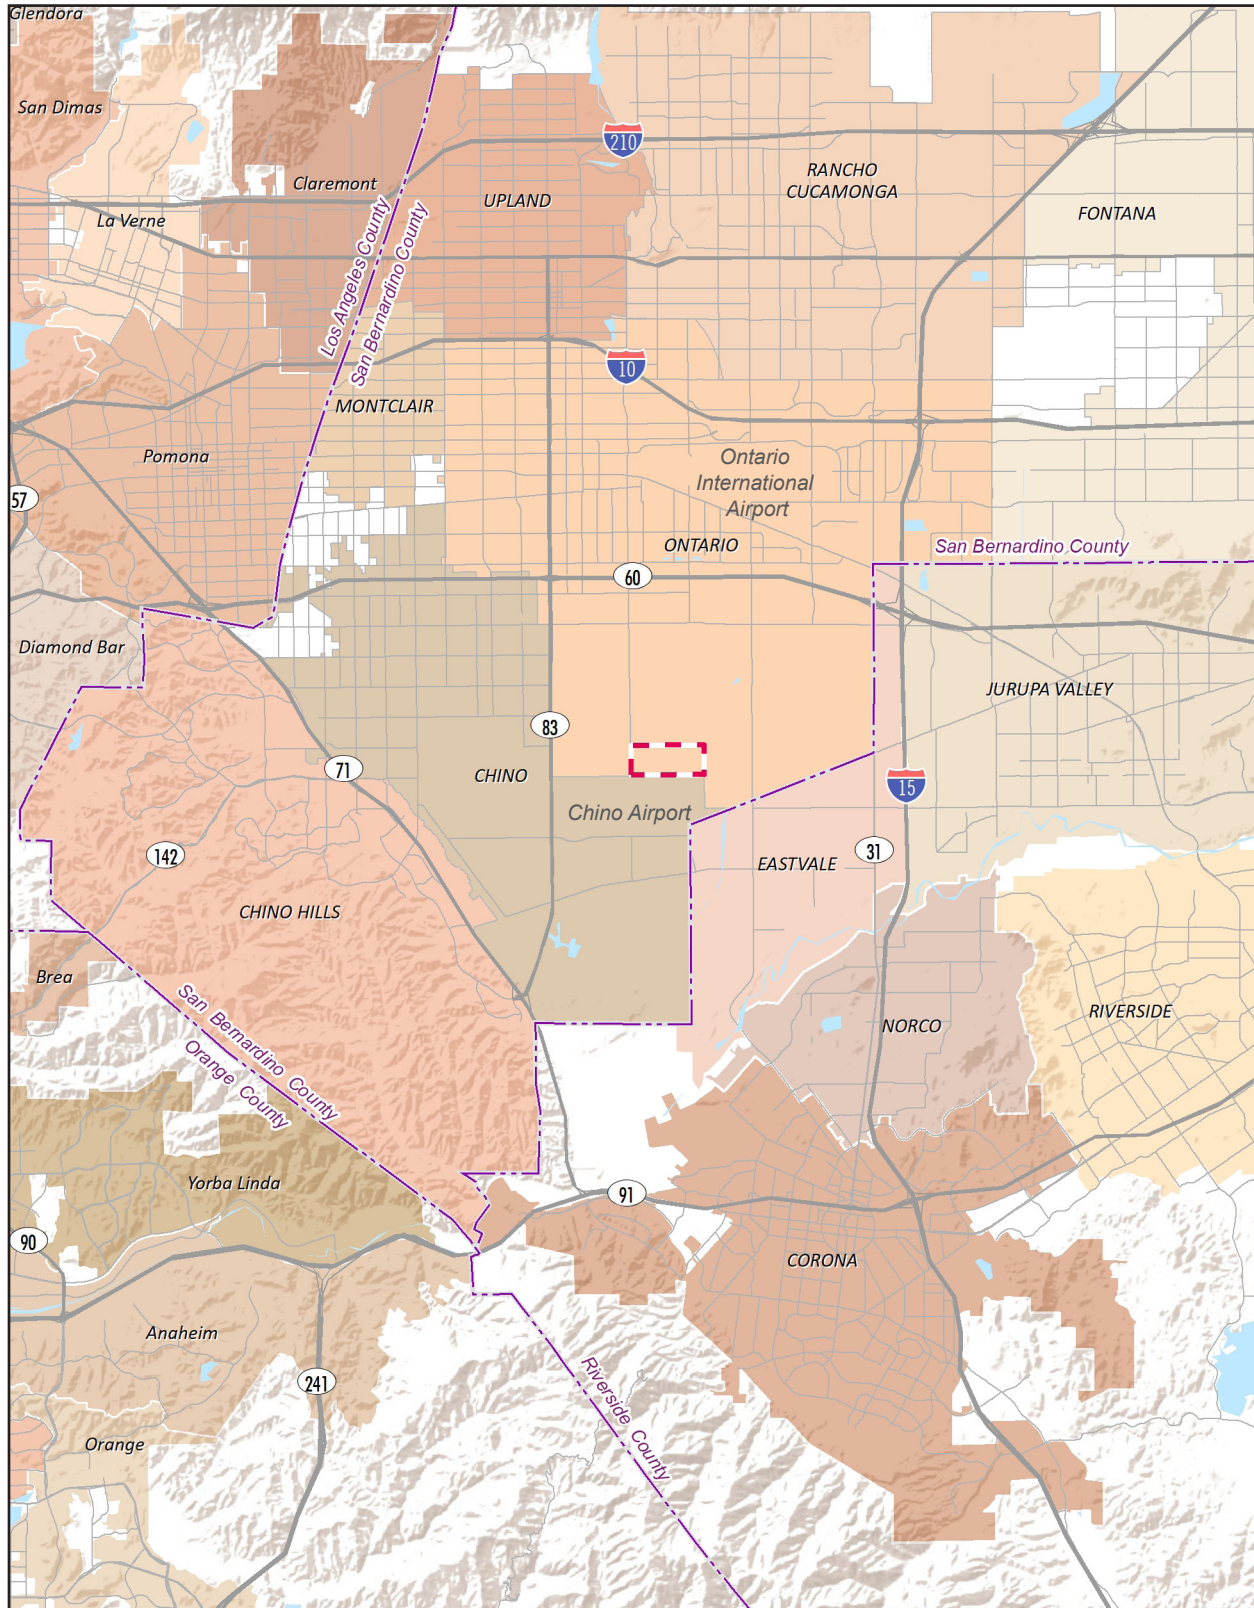 Glendora
San Dimas
Claremont
210
RANCHO
CUCAMONGA
UPLAND
La Verne
FONTANA
Los Angeles County
San Bernardino County
10
MONTCLAIR
Pomona
Ontario
International
Airport
57
ONTARIO
San Bernardino County
60
Diamond Bar
JURUPA VALLEY
83
71
CHINO
15
Chino Airport
142
31
EASTVALE
CHINO HILLS
Brea
San Bernardino County
Orange County
NORCO
RIVERSIDE
Yorba Linda
91
90
CORONA
Anaheim
241
Riverside County
Orange